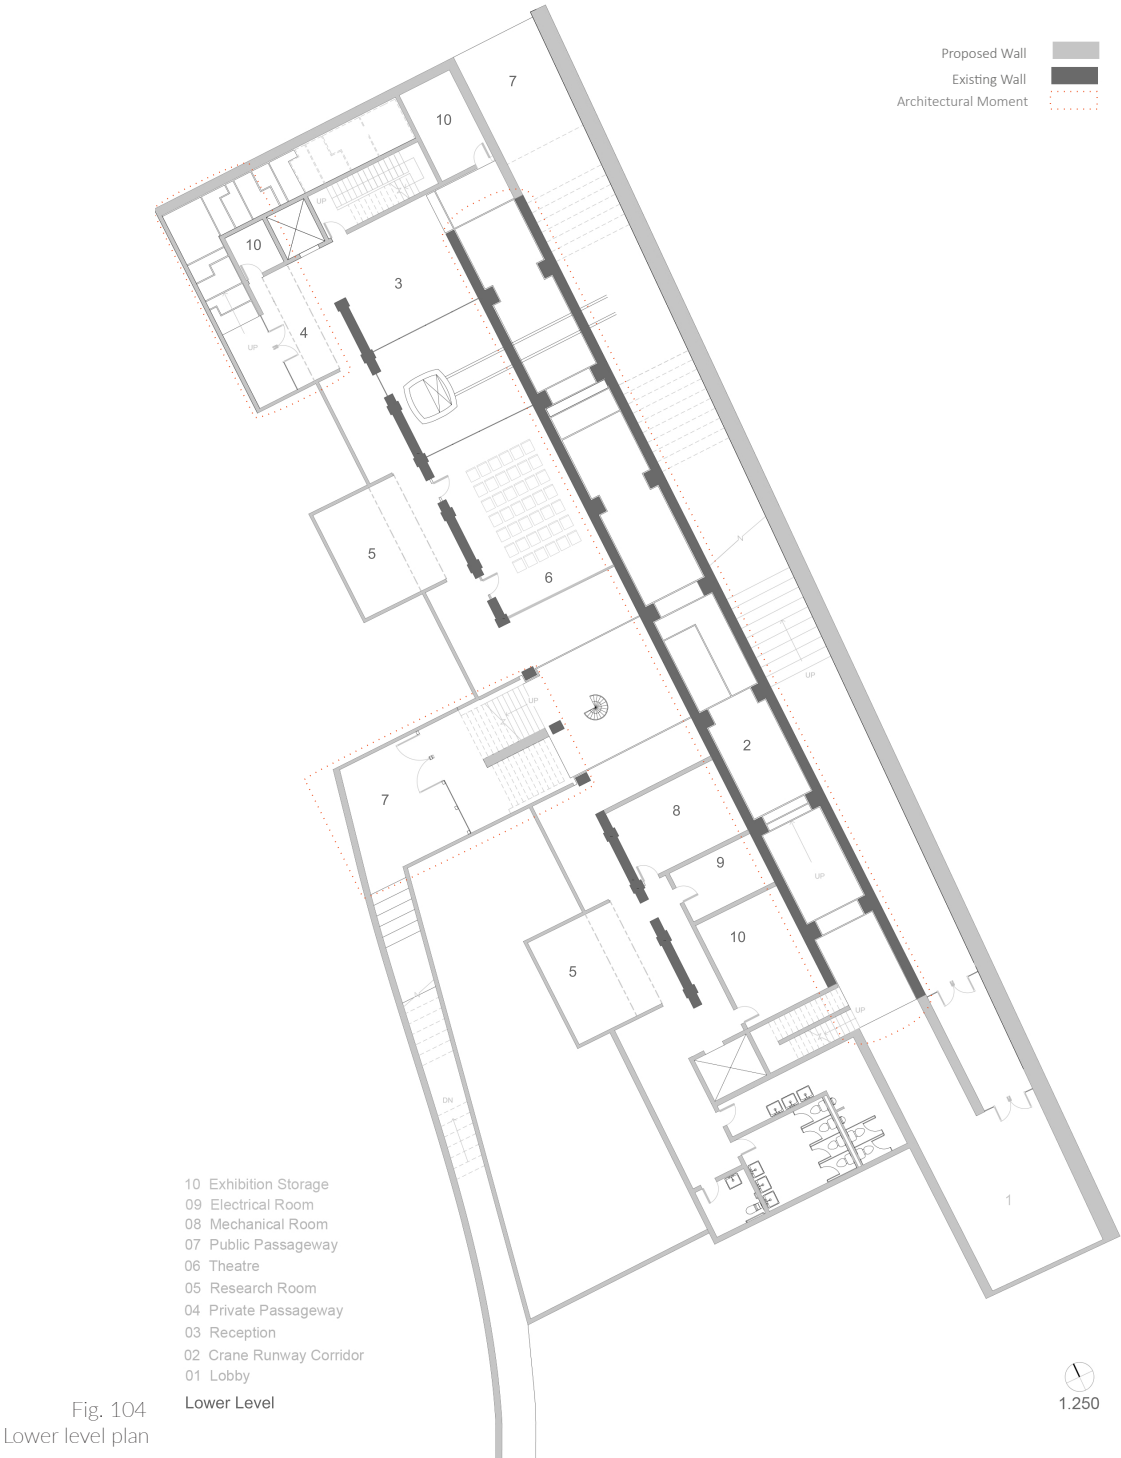 Proposed Wall
Existing Wall
Architectural Moment
7
10
UP
10
3
4
UP
5
6
UP
UP
7
2
8
9
UP
10
5
UP
DN
1
10 Exhibition Storage
09 Electrical Room
08 Mechanical Room
07 Public Passageway
06 Theatre
05 Research Room
04 Private Passageway
03 Reception
02 Crane Runway Corridor
01 Lobby
Lower Level
1.250
Fig. 104
Lower level plan